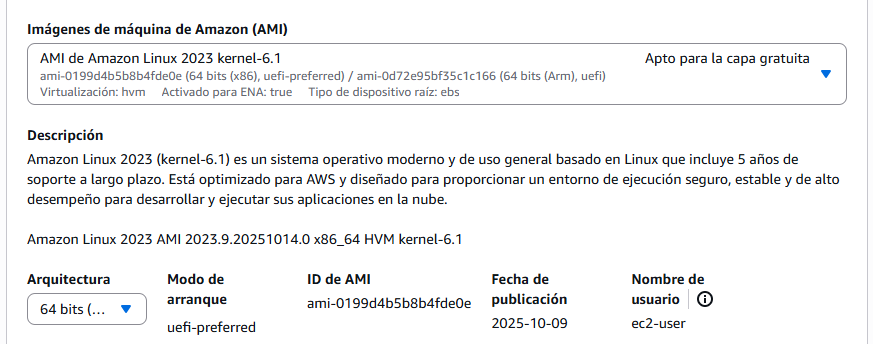 Imágenes de máquina de Amazon (AMI)
AMI de Amazon Linux 2023 kernel-6.1
Apto para la capa gratuita
ami-0199d4b5b8b4fde0e (64 bits (x86), uefi-preferred) / ami-0d72e95bf35c1c166 (64 bits (Arm), uefi)
Virtualización: hvm Activado para ENA: true Tipo de dispositivo raíz: ebs
Descripción
Amazon Linux 2023 (kernel-6.1) es un sistema operativo moderno y de uso general basado en Linux que incluye 5 años de
soporte a largo plazo. Está optimizado para AWS y diseñado para proporcionar un entorno de ejecución seguro, estable y de alto
desempeño para desarrollar y ejecutar sus aplicaciones en la nube.
Amazon Linux 2023 AMI 2023.9.20251014.0 x86_64 HVM kernel-6.1
Arquitectura
64 bits (...
Modo de
arranque
uefi-preferred
ID de AMI
ami-0199d4b5b8b4fde0e
Fecha de
publicación
2025-10-09
Nombre de
usuario
ec2-user